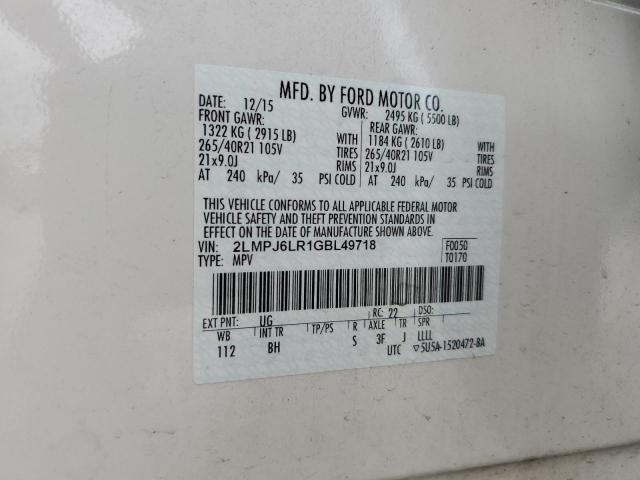 MFD. BY FORD MOTOR CO.
DATE: 12/15 GVWR: 2495 KG ( 5500 LB)
FRONT GAWR: REAR GAWR:
1322 KG ( 2915 LB) WITH 1184 KG ( 2610 LB) WITH
265/40R21 105V TIRES 265/40R21 105V TIRES
21x9.0J RIMS 21x9.0J RIMS
AT 240 kPa/ 35 PSI COLD AT 240 kPa/ 35 PSI COLD
THIS VEHICLE CONFORMS TO ALL APPLICABLE FEDERAL MOTOR
VEHICLE SAFETY AND THEFT PREVENTION STANDARDS IN
EFFECT ON THE DATE OF MANUFACTURE SHOWN ABOVE.
VIN: 2LMPJ6LR1GBL49718 F0050
TYPE: MPV T0170
EXT PNT: UG RC: 22 DSO:
WB INT TR TP/PS R AXLE TR SPR
112 BH S 3F J LLLL
UTC ▽5U5A-1520472-BA